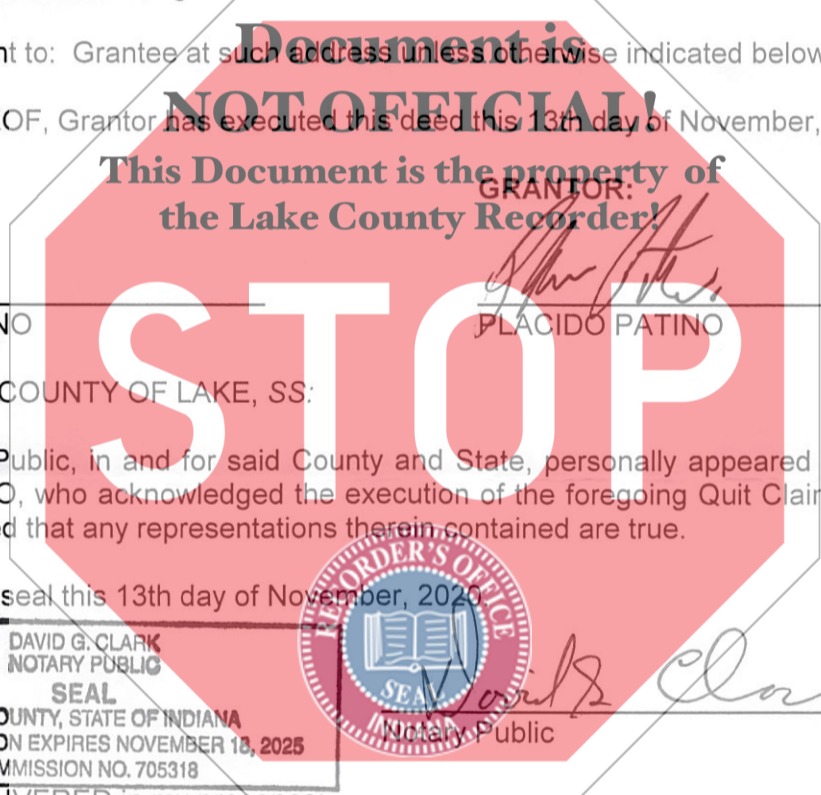 nt to: Grantee at such address unless otherwise indicated below
Document is
NOT OFFICIAL!
OF, Grantor has executed this deed this 13th day of November,
This Document is the property of
the Lake County Recorder!
GRANTOR:
NO
PLACIDO PATINO
STOP
COUNTY OF LAKE, SS:
Public, in and for said County and State, personally appeared
O, who acknowledged the execution of the foregoing Quit Clai
d that any representations therein contained are true.
seal this 13th day of November, 2020.
RECORDER'S OFFICE
SEAL
INDIANA
DAVID G. CLARK
NOTARY PUBLIC
SEAL
OUNTY, STATE OF INDIANA
ON EXPIRES NOVEMBER 18, 2025
MMISSION NO. 705318
David G Clar
Notary Public